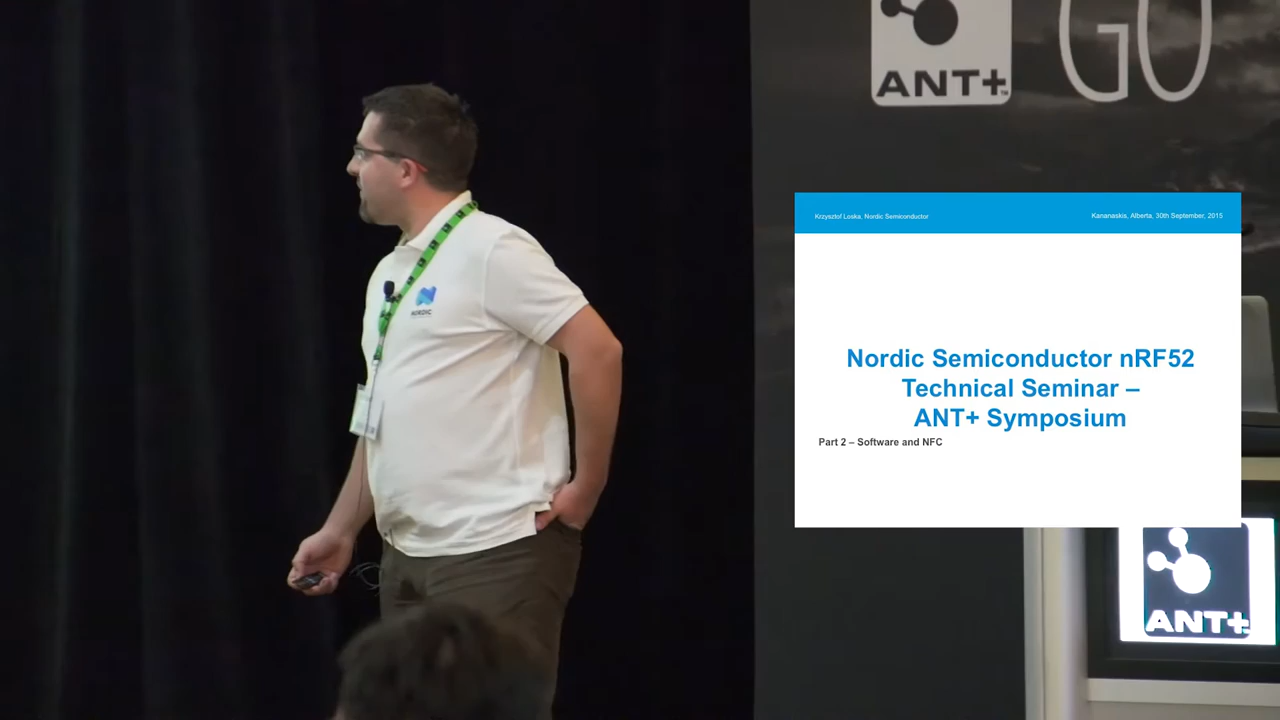 ANT+
GO
Krzysztof Loska, Nordic Semiconductor
Kananaskis, Alberta, 30th September, 2015
Nordic Semiconductor nRF52
Technical Seminar –
ANT+ Symposium
Part 2 – Software and NFC
NORDIC
ANT+